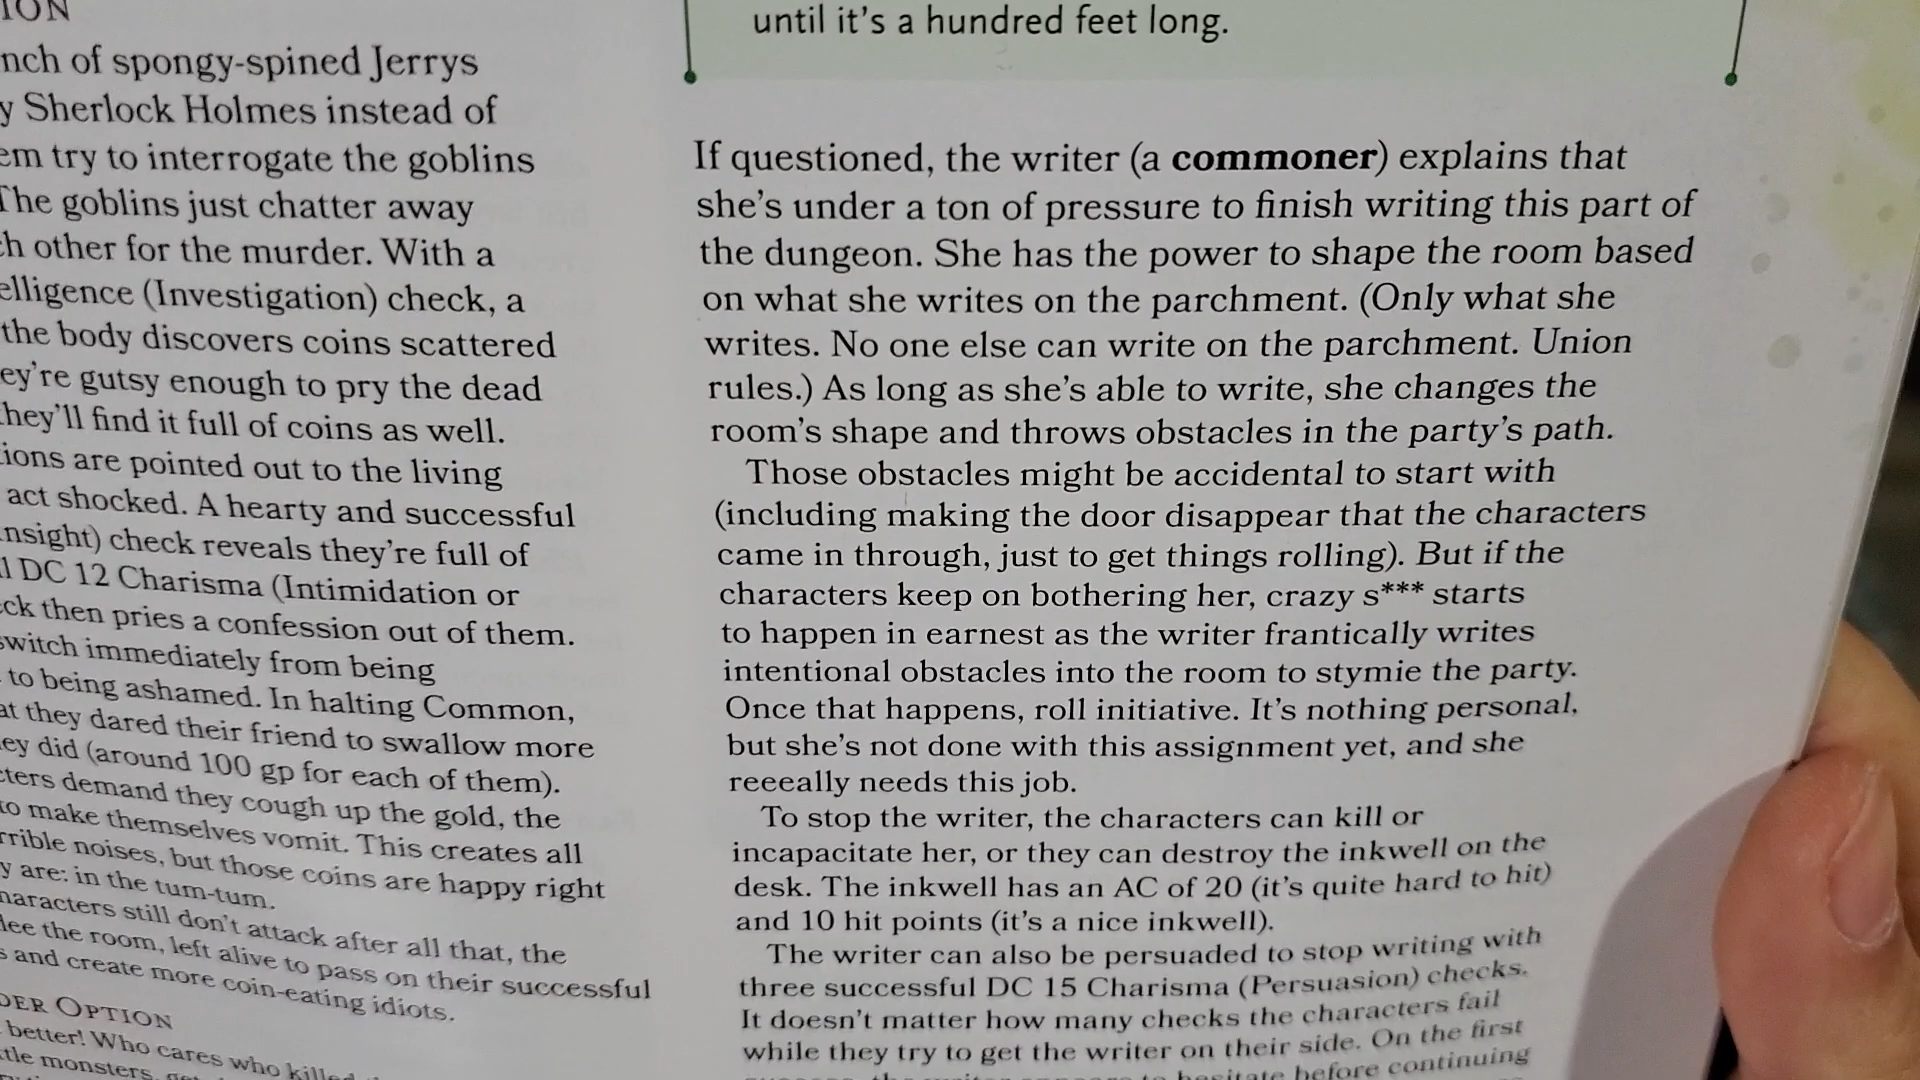 ION
nch of spongy-spined Jerrys
y Sherlock Holmes instead of
em try to interrogate the goblins
The goblins just chatter away
ch other for the murder. With a
elligence (Investigation) check, a
the body discovers coins scattered
ey're gutsy enough to pry the dead
they'll find it full of coins as well.
ions are pointed out to the living
act shocked. A hearty and successful
nsight) check reveals they're full of
l DC 12 Charisma (Intimidation or
ck then pries a confession out of them.
switch immediately from being
to being ashamed. In halting Common,
at they dared their friend to swallow more
ey did (around 100 gp for each of them).
cters demand they cough up the gold, the
to make themselves vomit. This creates all
rrible noises, but those coins are happy right
y are: in the tum-tum.
haracters still don't attack after all that, the
lee the room, left alive to pass on their successful
s and create more coin-eating idiots.
DER OPTION
better! Who cares who killed
ttle monsters,
until it's a hundred feet long.
If questioned, the writer (a commoner) explains that
she's under a ton of pressure to finish writing this part of
the dungeon. She has the power to shape the room based
on what she writes on the parchment. (Only what she
writes. No one else can write on the parchment. Union
rules.) As long as she's able to write, she changes the
room's shape and throws obstacles in the party's path.
Those obstacles might be accidental to start with
(including making the door disappear that the characters
came in through, just to get things rolling). But if the
characters keep on bothering her, crazy s*** starts
to happen in earnest as the writer frantically writes
intentional obstacles into the room to stymie the party.
Once that happens, roll initiative. It's nothing personal,
but she's not done with this assignment yet, and she
reeeally needs this job.
To stop the writer, the characters can kill or
incapacitate her, or they can destroy the inkwell on the
desk. The inkwell has an AC of 20 (it's quite hard to hit)
and 10 hit points (it's a nice inkwell).
The writer can also be persuaded to stop writing with
three successful DC 15 Charisma (Persuasion) checks.
It doesn't matter how many checks the characters fail
while they try to get the writer on their side. On the first
hesitate before continuing